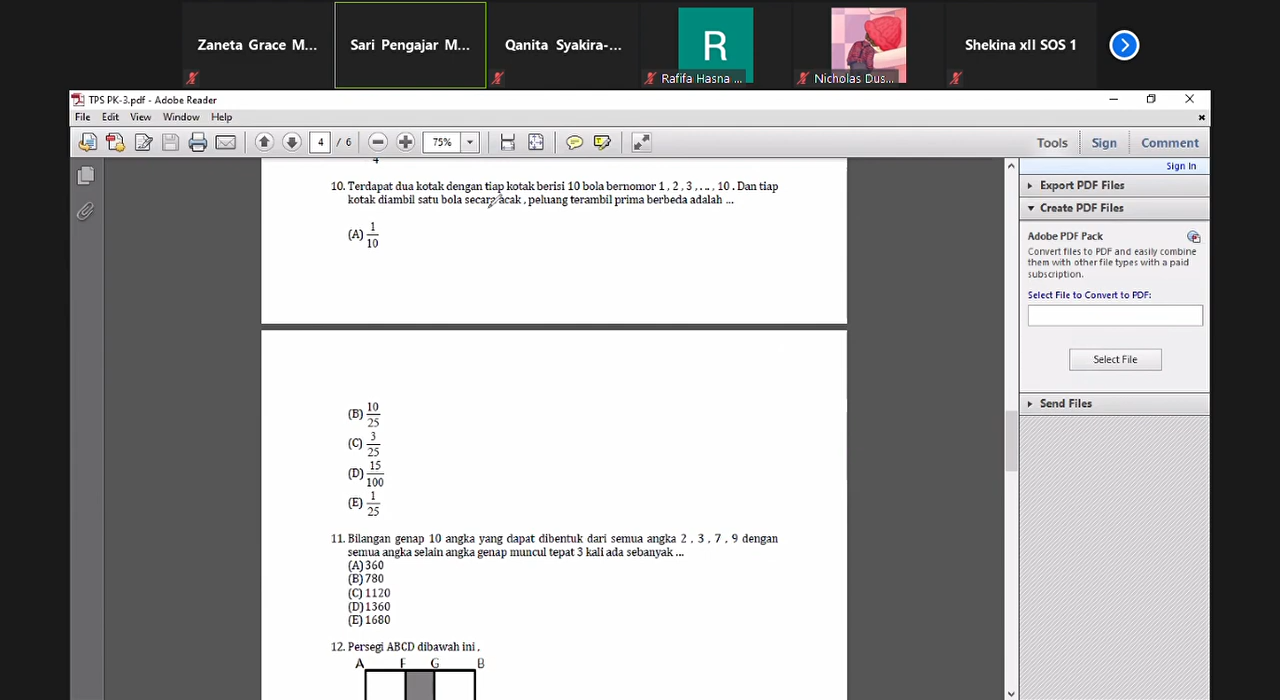 Zaneta Grace M...
Sari Pengajar M...
Qanita Syakira-...
R
Rafifa Hasna ...
Nicholas Dus...
Shekina xII SOS 1
TPS PK-3.pdf - Adobe Reader
File Edit View Window Help
4 / 6 75% Tools Sign Comment
Sign In
Export PDF Files
Create PDF Files
Adobe PDF Pack
Convert files to PDF and easily combine
them with other file types with a paid
subscription.
Select File to Convert to PDF:
Select File
Send Files
4
10. Terdapat dua kotak dengan tiap kotak berisi 10 bola bernomor 1 , 2 , 3 , ... , 10 . Dan tiap
kotak diambil satu bola secara acak , peluang terambil prima berbeda adalah ...
(A) 1/10
(B) 10/25
(C) 3/25
(D) 15/100
(E) 1/25
11. Bilangan genap 10 angka yang dapat dibentuk dari semua angka 2 , 3 , 7 , 9 dengan
semua angka selain angka genap muncul tepat 3 kali ada sebanyak ...
(A) 360
(B) 780
(C) 1120
(D) 1360
(E) 1680
12. Persegi ABCD dibawah ini ,
A F G B